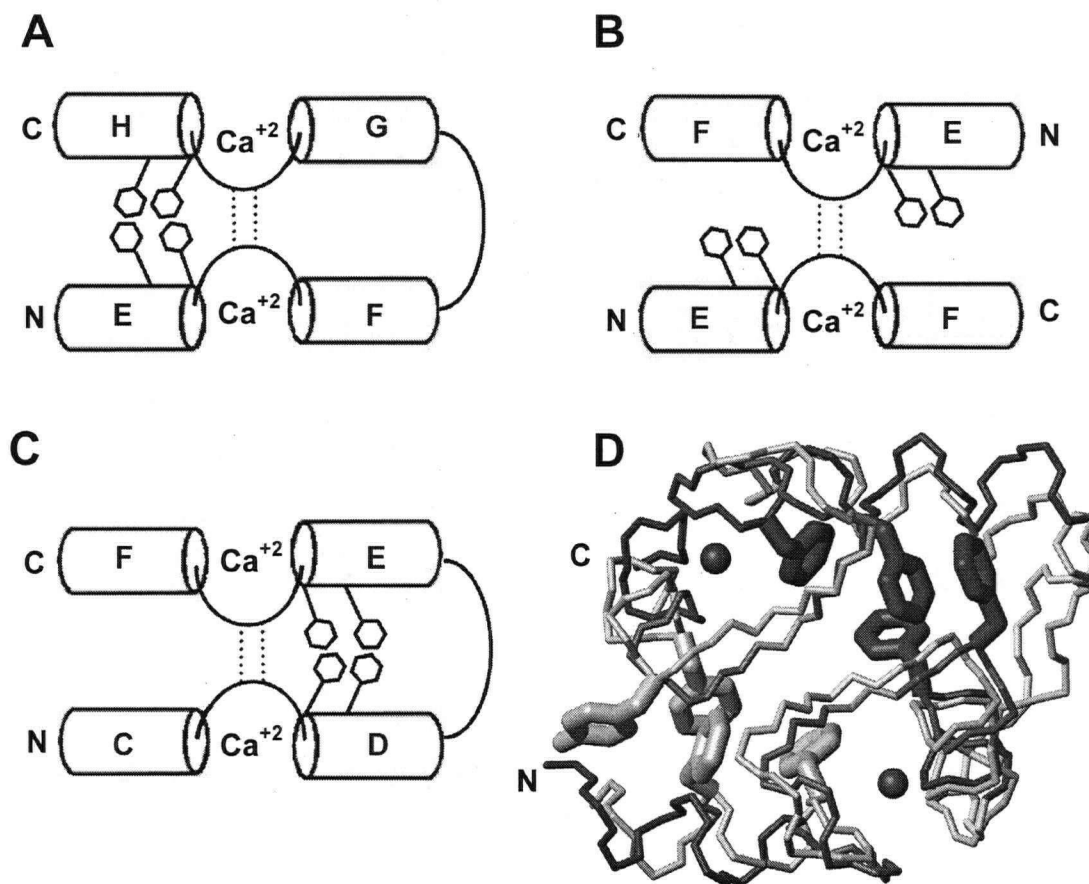 A
C H Ca+2 G
N E Ca+2 F
B
C F Ca+2 E N
N E Ca+2 F C
C
C F Ca+2 E
N C Ca+2 D
D
C
N